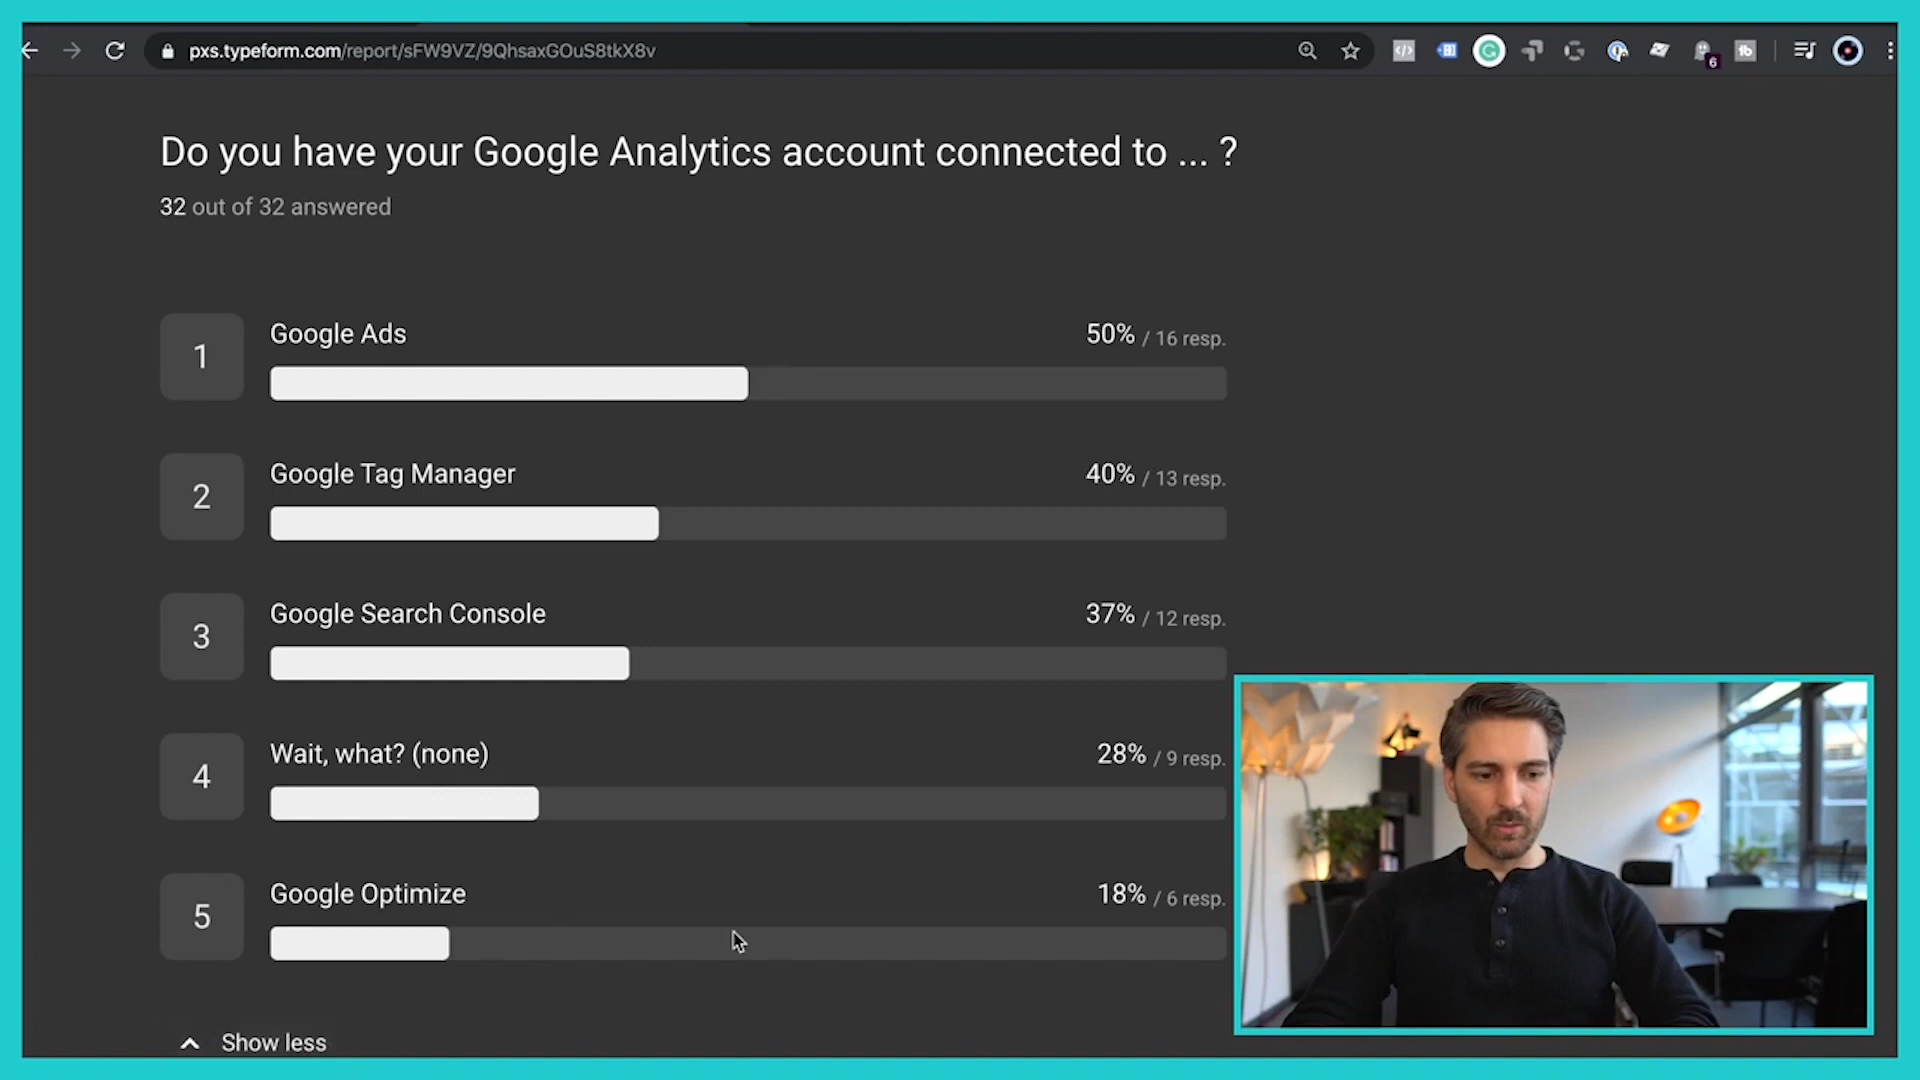 pxs.typeform.com/report/sFW9VZ/9QhsaxGOuS8tkX8v
6
Do you have your Google Analytics account connected to ... ?
32 out of 32 answered
1
Google Ads
50% / 16 resp.
2
Google Tag Manager
40% / 13 resp.
3
Google Search Console
37% / 12 resp.
4
Wait, what? (none)
28% / 9 resp.
5
Google Optimize
18% / 6 resp.
Show less